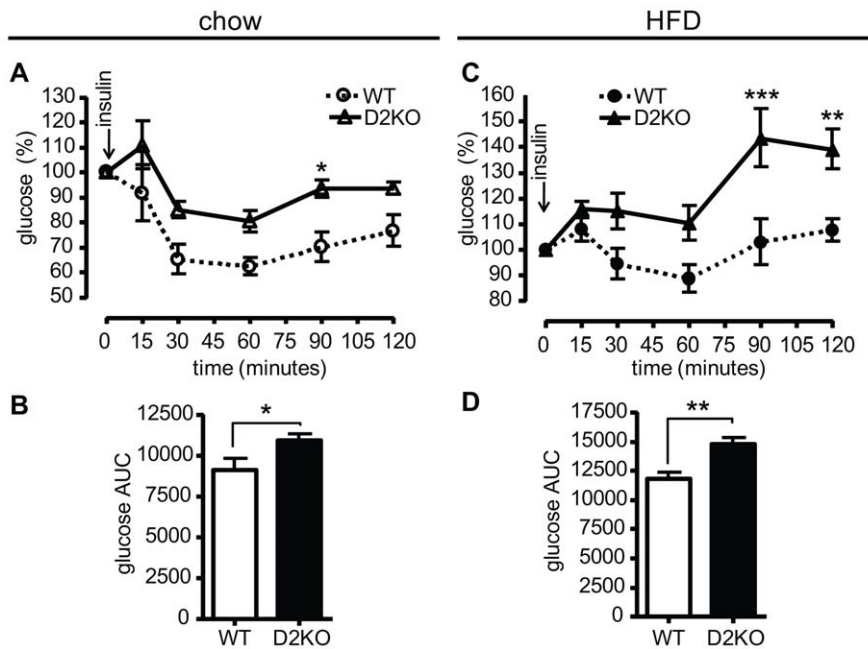 chow
HFD
A
insulin
WT
D2KO
*
130
120
110
100
90
80
70
60
50
glucose (%)
0 15 30 45 60 75 90 105 120
time (minutes)
C
insulin
WT
D2KO
***
**
160
150
140
130
120
110
100
90
80
glucose (%)
0 15 30 45 60 75 90 105 120
time (minutes)
B
*
12500
10000
7500
5000
2500
0
glucose AUC
WT D2KO
D
**
17500
15000
12500
10000
7500
5000
2500
0
glucose AUC
WT D2KO